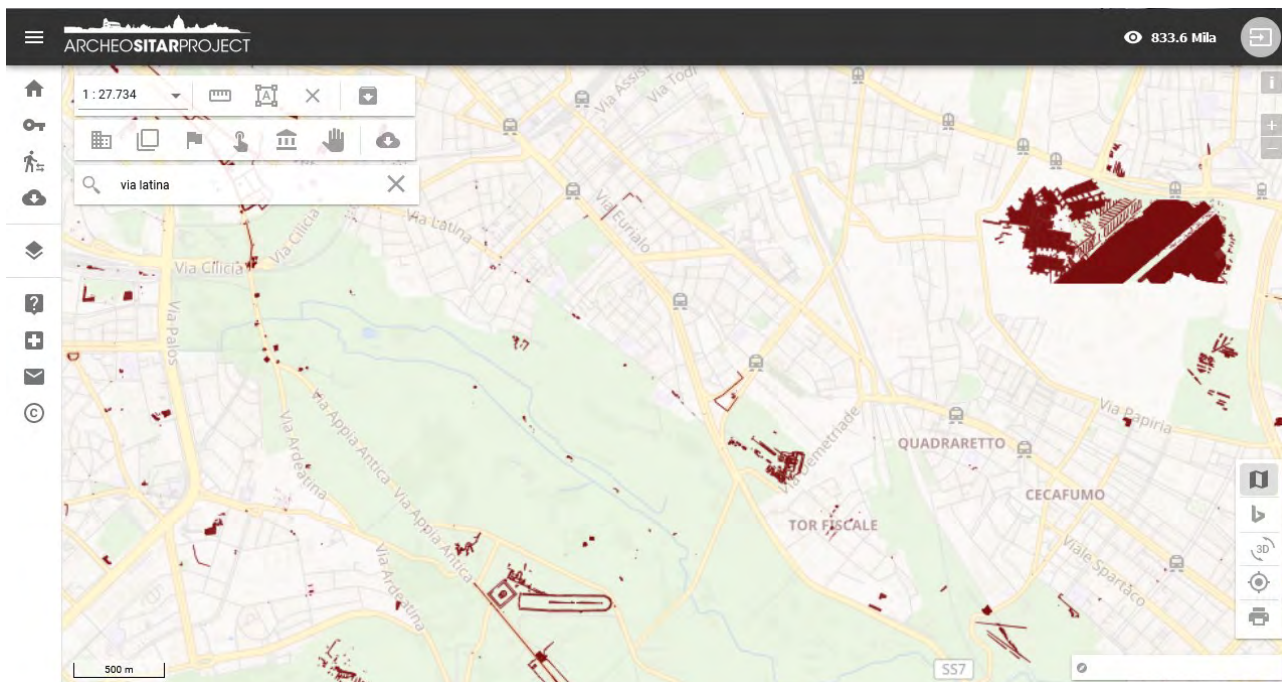 ARCHEOSITARPROJECT
833.6 Mila
1 : 27.734
via latina
Via Assisi
Via Todi
Via Latina
Via Eurialo
Via Cilicia
Via Cilicia
Via Palos
Via Appia Antica
Via Appia Antica
Via Ardeatina
Via Ardeatina
Via Demetriade
QUADRARETTO
Via Papiria
CECAFUMO
TOR FISCALE
Viale Spartaco
3D
500 m
SS7